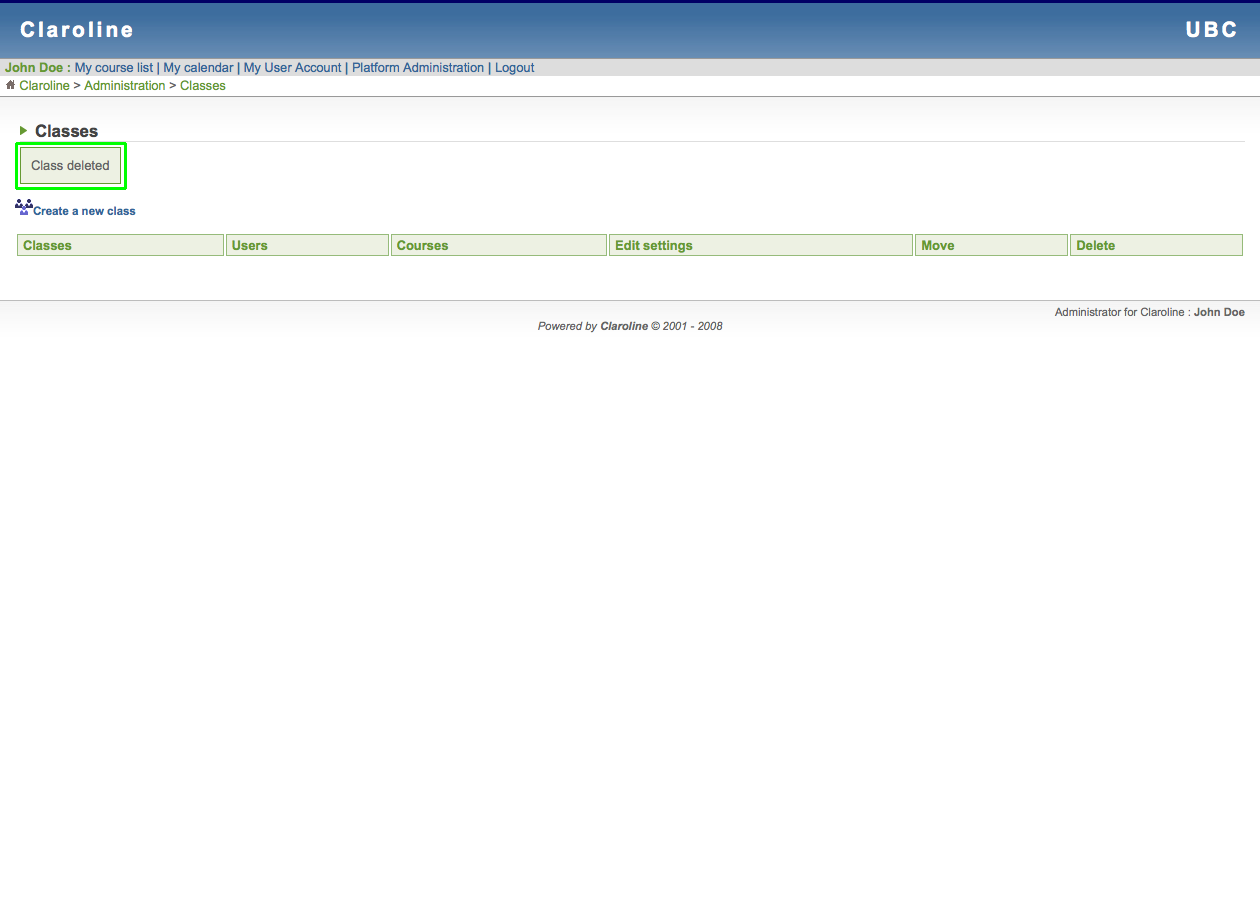 Claroline UBC
John Doe : My course list | My calendar | My User Account | Platform Administration | Logout
Claroline > Administration > Classes
Classes
Class deleted
Create a new class
Classes Users Courses Edit settings Move Delete
Administrator for Claroline : John Doe
Powered by Claroline © 2001 - 2008